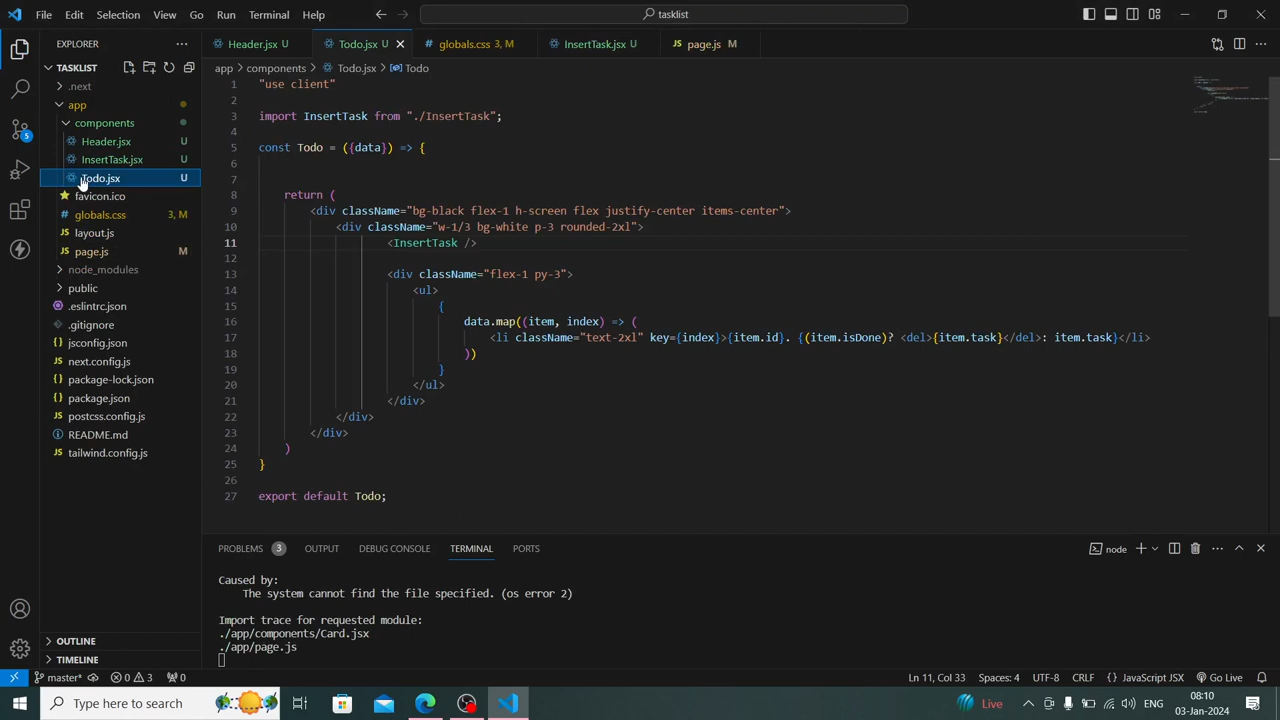 File Edit Selection View Go Run Terminal Help
tasklist
EXPLORER
Header.jsx U
Todo.jsx U
globals.css 3, M
InsertTask.jsx U
page.js M
TASKLIST
.next
app
components
Header.jsx U
InsertTask.jsx U
Todo.jsx U
favicon.ico
globals.css 3, M
layout.js
page.js M
node_modules
public
.eslintrc.json
.gitignore
jsconfig.json
next.config.js
package-lock.json
package.json
postcss.config.js
README.md
tailwind.config.js
OUTLINE
TIMELINE
5
app > components > Todo.jsx > Todo
1 "use client"
2
3 import InsertTask from "./InsertTask";
4
5 const Todo = ({data}) => {
6
7
8 return (
9 <div className="bg-black flex-1 h-screen flex justify-center items-center">
10 <div className="w-1/3 bg-white p-3 rounded-2xl">
11 <InsertTask />
12
13 <div className="flex-1 py-3">
14 <ul>
15 {
16 data.map((item, index) => (
17 <li className="text-2xl" key={index}>{item.id}. {(item.isDone)? <del>{item.task}</del>: item.task}</li>
18 ))
19 }
20 </ul>
21 </div>
22 </div>
23 </div>
24 )
25 }
26
27 export default Todo;
PROBLEMS 3 OUTPUT DEBUG CONSOLE TERMINAL PORTS
node
Caused by:
The system cannot find the file specified. (os error 2)
Import trace for requested module:
./app/components/Card.jsx
./app/page.js
master* 0 3 0
Ln 11, Col 33 Spaces: 4 UTF-8 CRLF JavaScript JSX Go Live
Type here to search
Live
ENG
08:10
03-Jan-2024